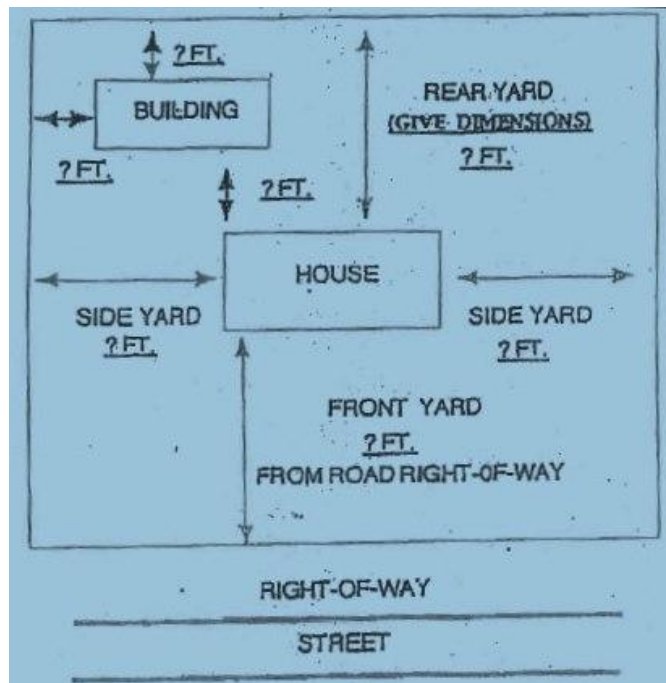 ? FT.
BUILDING
? FT.
REAR YARD
(GIVE DIMENSIONS)
? FT.
? FT.
HOUSE
SIDE YARD
? FT.
SIDE YARD
? FT.
FRONT YARD
? FT.
FROM ROAD RIGHT-OF-WAY
RIGHT-OF-WAY
STREET